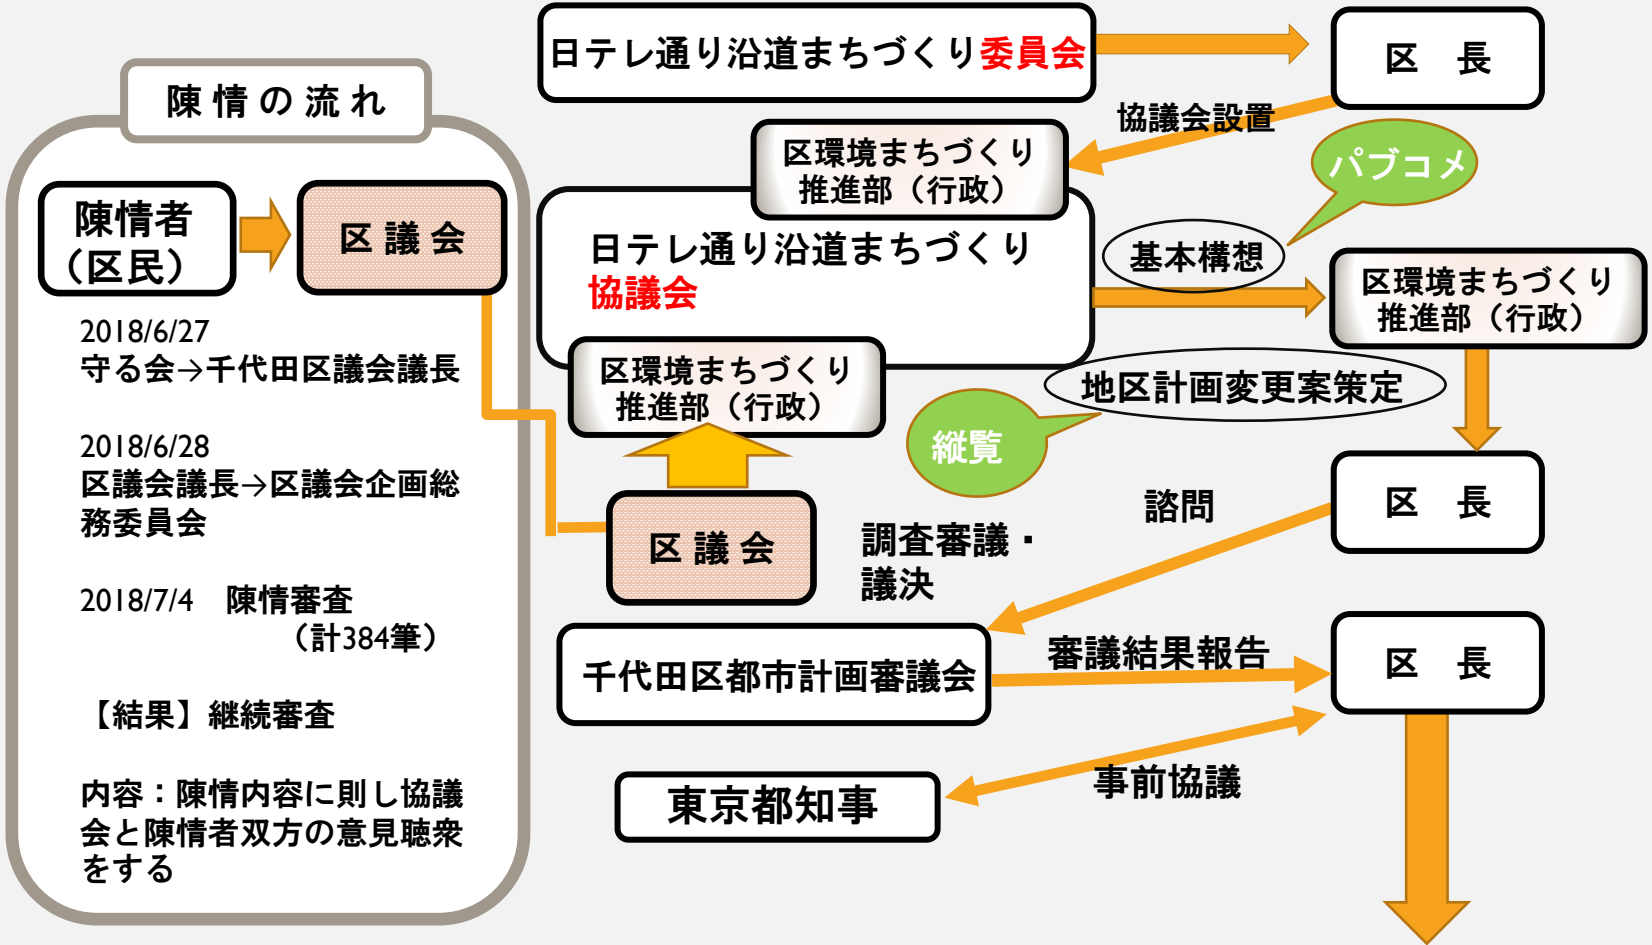 日テレ通り沿道まちづくり委員会
区 長
協議会設置
区環境まちづくり
推進部（行政）
パブコメ
日テレ通り沿道まちづくり
協議会
基本構想
区環境まちづくり
推進部（行政）
区環境まちづくり
推進部（行政）
地区計画変更案策定
縦覧
区 長
諮問
区 議 会
調査審議・
議決
千代田区都市計画審議会
審議結果報告
区 長
東京都知事
事前協議
陳 情 の 流 れ
陳情者
（区民）
区 議 会
2018/6/27
守る会→千代田区議会議長
2018/6/28
区議会議長→区議会企画総
務委員会
2018/7/4 陳情審査
（計384筆）
【結果】継続審査
内容：陳情内容に則し協議
会と陳情者双方の意見聴衆
をする